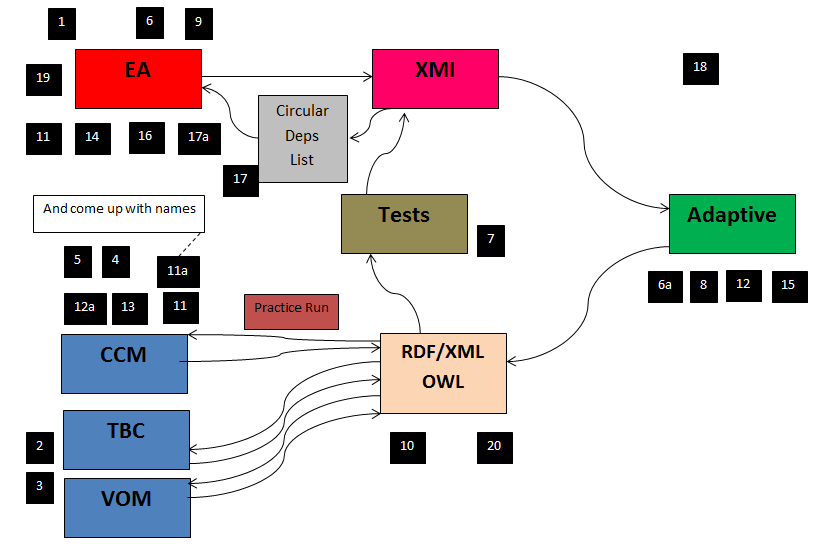 1
6
9
EA
XMI
18
19
Circular
Deps
List
11
14
16
17a
17
And come up with names
Tests
Adaptive
7
5
4
11a
6a
8
12
15
12a
13
11
Practice Run
CCM
RDF/XML
OWL
TBC
2
10
20
3
VOM